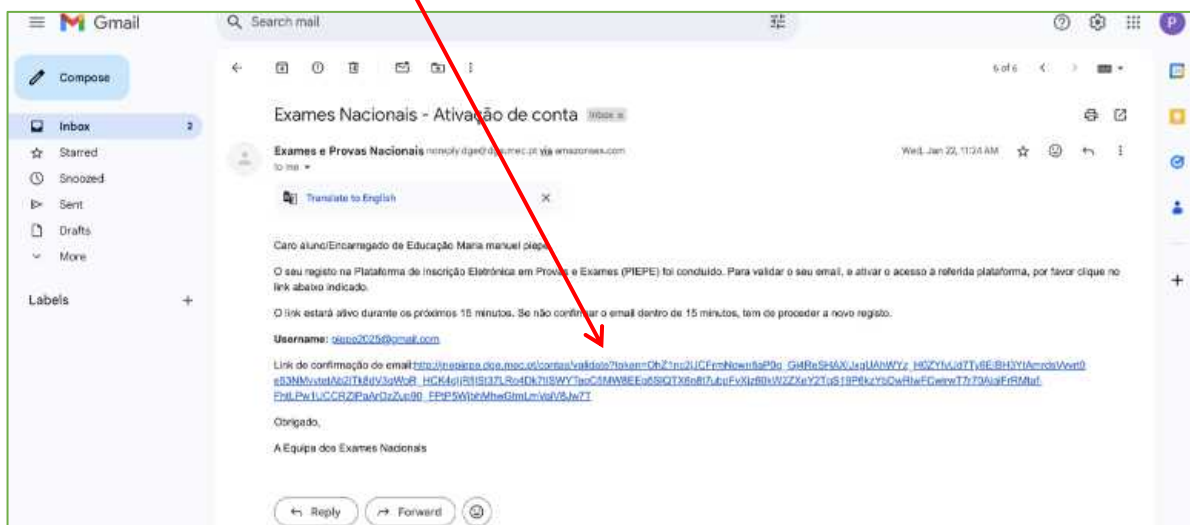 Gmail
Search mail
P
Compose
6 of 6
Exames Nacionais - Ativação de conta Inbox x
Inbox 2
Exames e Provas Nacionais via amazonses.com
Wed, Jan 22, 11:24 AM
Starred
to me
Snoozed
Translate to English
Sent
Drafts
Caro aluno/Encarregado de Educação Maria manuel piepe
More
O seu registo na Plataforma de Inscrição Eletrónica em Provas e Exames (PIEPE) foi concluído. Para validar o seu email, e ativar o acesso à referida plataforma, por favor clique no
link abaixo indicado.
Labels +
O link estará ativo durante os próximos 15 minutos. Se não confirmar o email dentro de 15 minutos, tem de proceder a novo registo.
Username: piepe2025@gmail.com
Link de confirmação de email:
Obrigado,
A Equipa dos Exames Nacionais
Reply
Forward